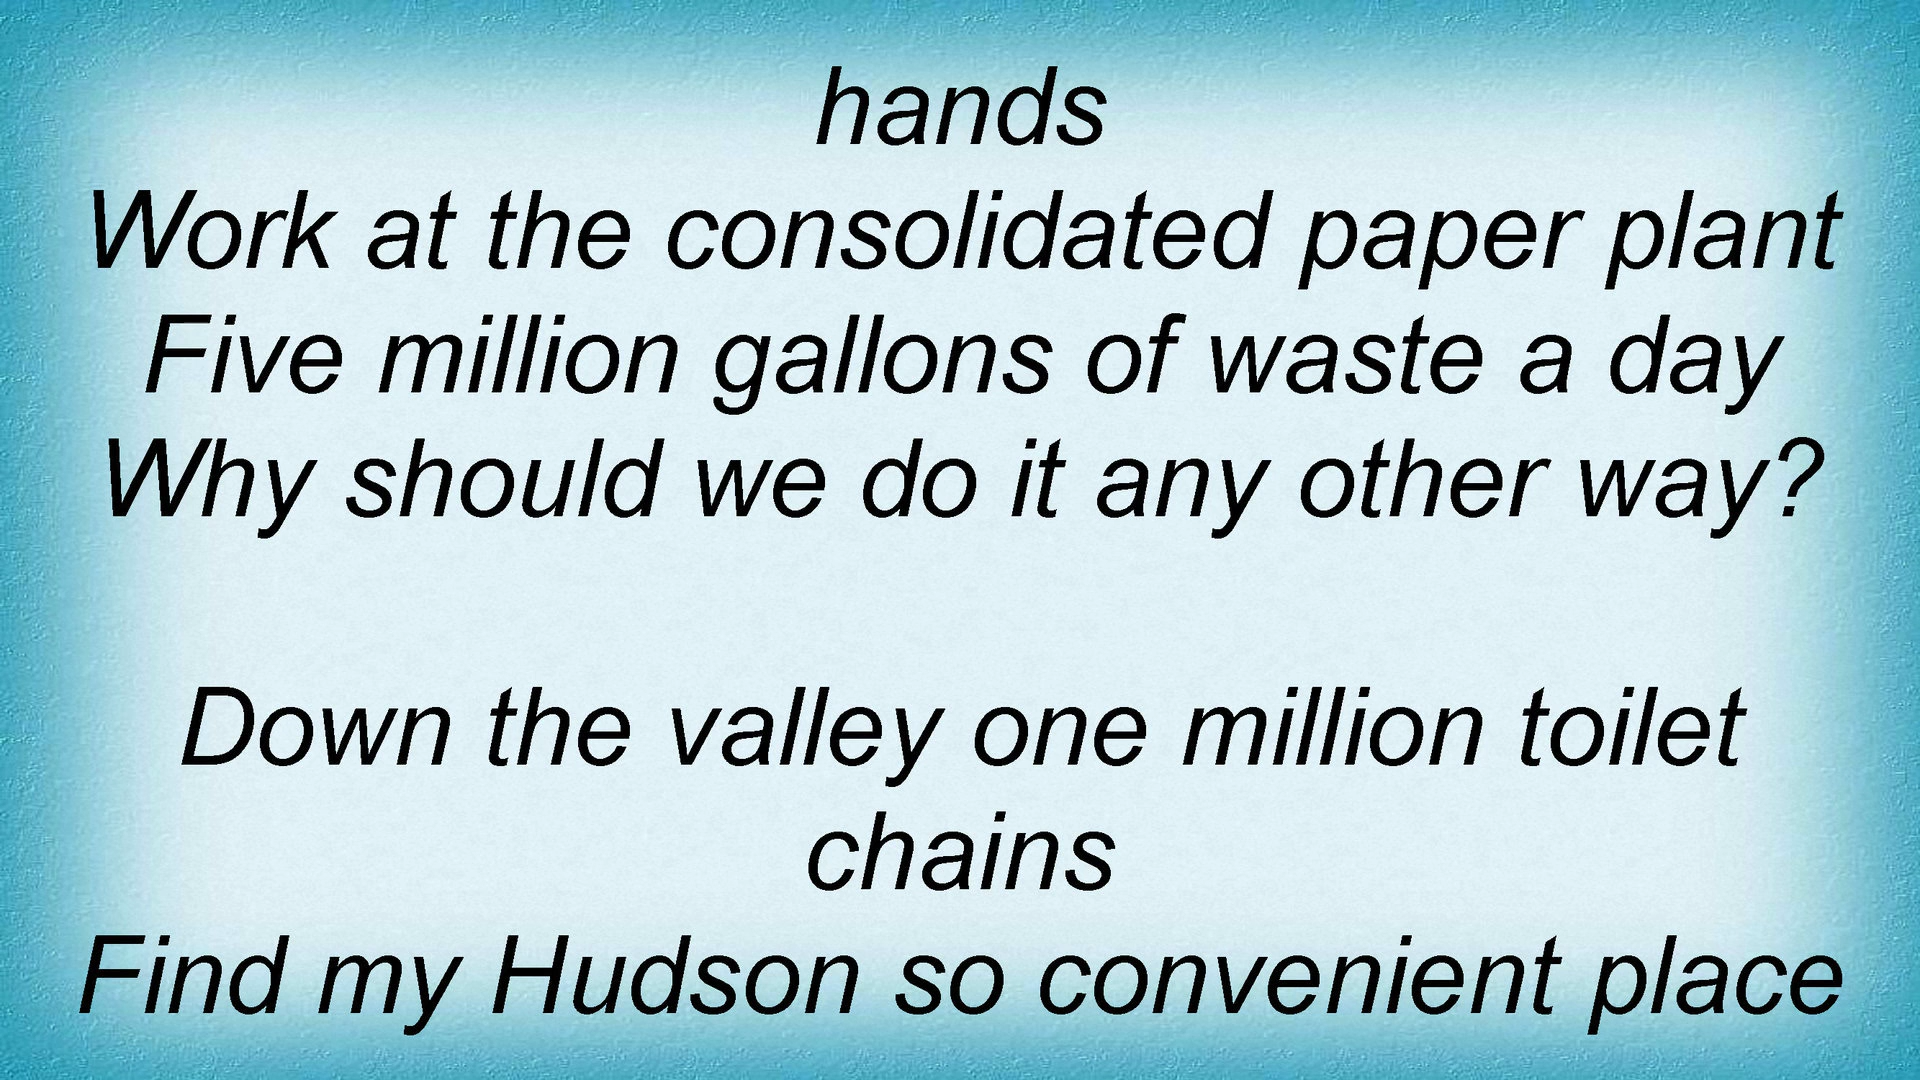 hands
Work at the consolidated paper plant
Five million gallons of waste a day
Why should we do it any other way?
Down the valley one million toilet
chains
Find my Hudson so convenient place